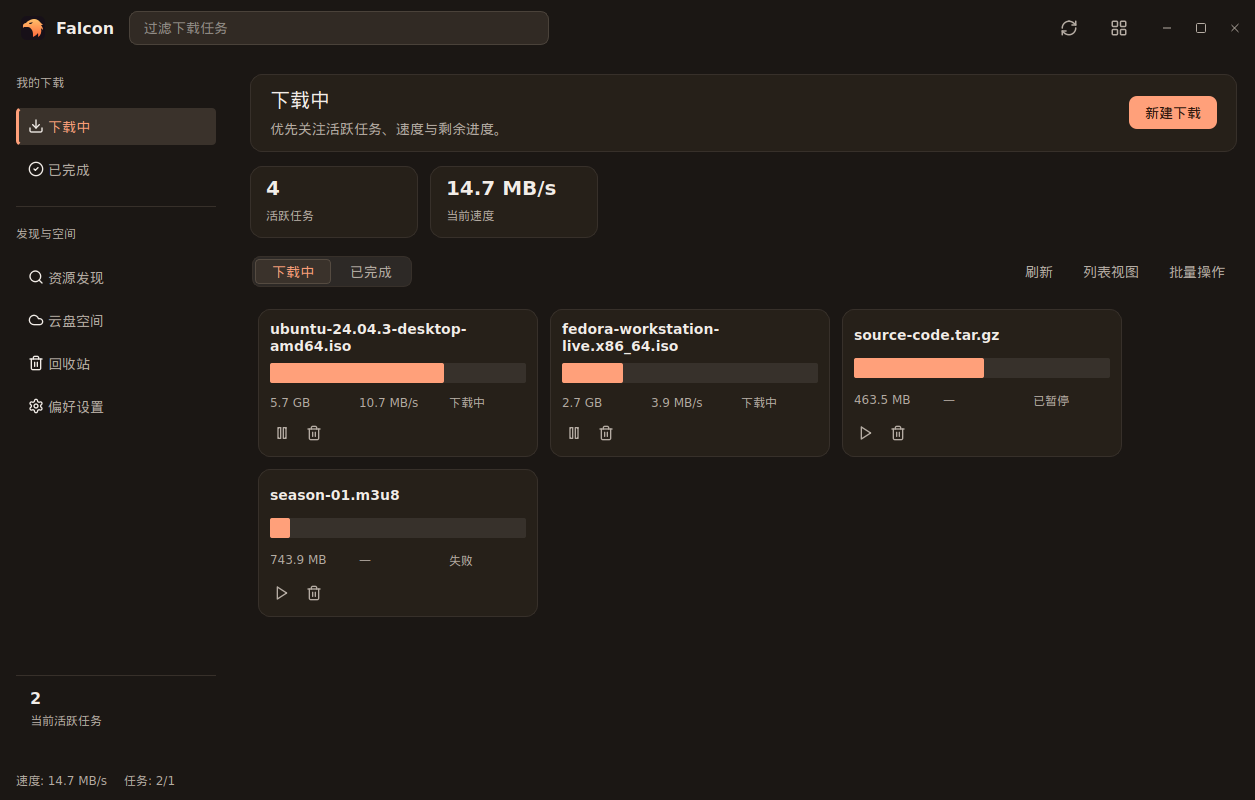 Falcon
过滤下载任务
我的下载
下载中
已完成
发现与空间
资源发现
云盘空间
回收站
偏好设置
2
当前活跃任务
速度: 14.7 MB/s 任务: 2/1
下载中
优先关注活跃任务、速度与剩余进度。
新建下载
4
活跃任务
14.7 MB/s
当前速度
下载中 已完成
刷新 列表视图 批量操作
ubuntu-24.04.3-desktop-
amd64.iso
5.7 GB 10.7 MB/s 下载中
fedora-workstation-
live.x86_64.iso
2.7 GB 3.9 MB/s 下载中
source-code.tar.gz
463.5 MB — 已暂停
season-01.m3u8
743.9 MB — 失败